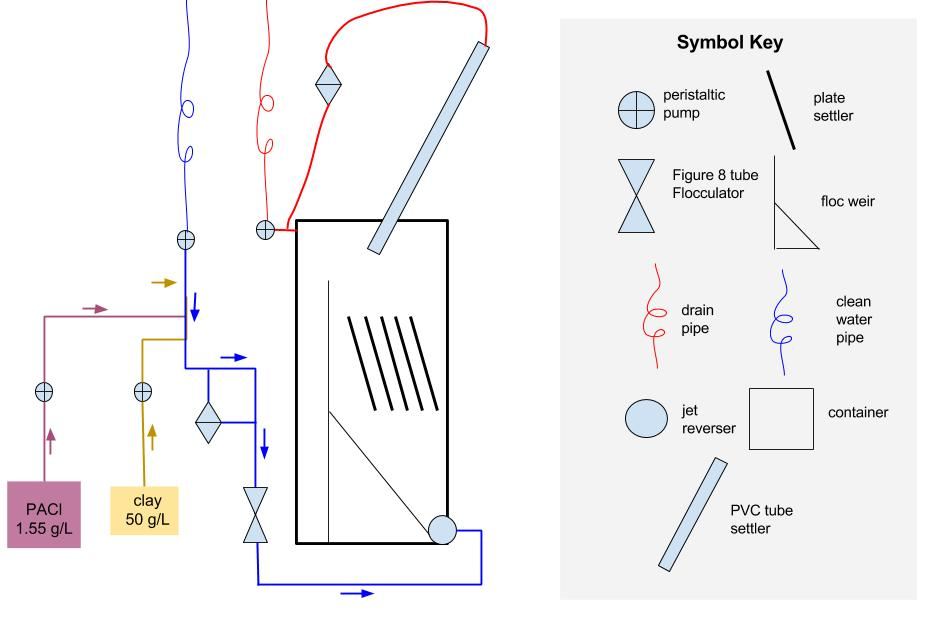 PACl
1.55 g/L
clay
50 g/L
Symbol Key
peristaltic
pump
plate
settler
Figure 8 tube
Flocculator
floc weir
drain
pipe
clean
water
pipe
jet
reverser
container
PVC tube
settler